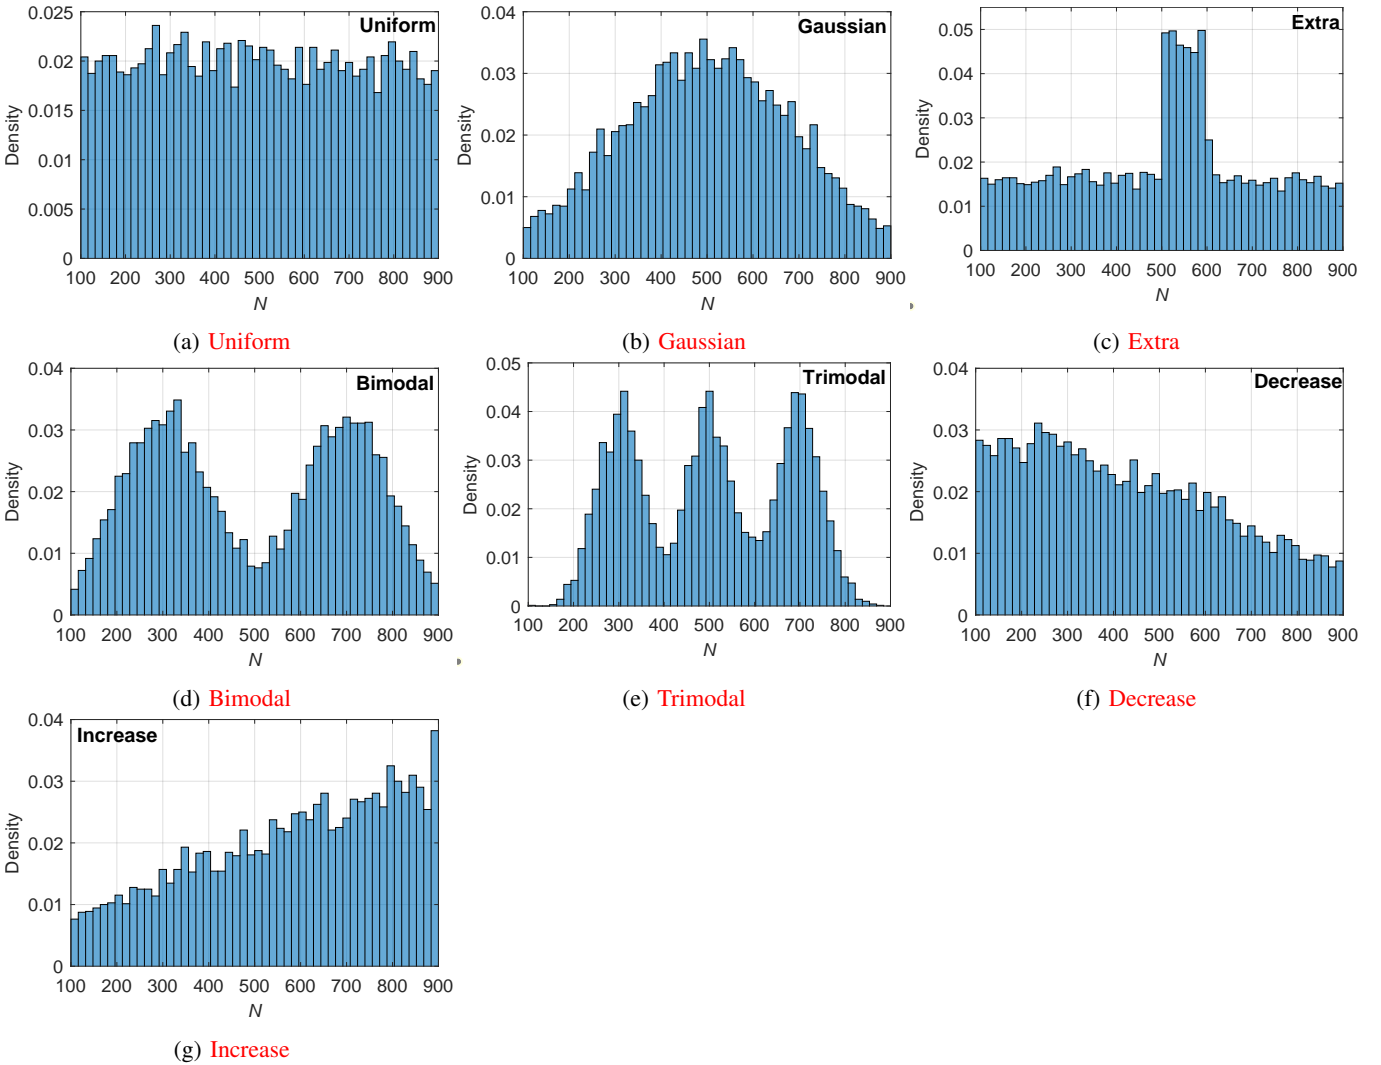 0.025
0.02
0.015
0.01
0.005
0
Density
Uniform
100 200 300 400 500 600 700 800 900
N
(a) Uniform
0.04
0.03
0.02
0.01
0
Density
Gaussian
100 200 300 400 500 600 700 800 900
N
(b) Gaussian
0.05
0.04
0.03
0.02
0.01
0
Density
Extra
100 200 300 400 500 600 700 800 900
N
(c) Extra
0.04
0.03
0.02
0.01
0
Density
Bimodal
100 200 300 400 500 600 700 800 900
N
(d) Bimodal
0.05
0.04
0.03
0.02
0.01
0
Density
Trimodal
100 200 300 400 500 600 700 800 900
N
(e) Trimodal
0.04
0.03
0.02
0.01
0
Density
Decrease
100 200 300 400 500 600 700 800 900
N
(f) Decrease
0.04
0.03
0.02
0.01
0
Density
Increase
100 200 300 400 500 600 700 800 900
N
(g) Increase